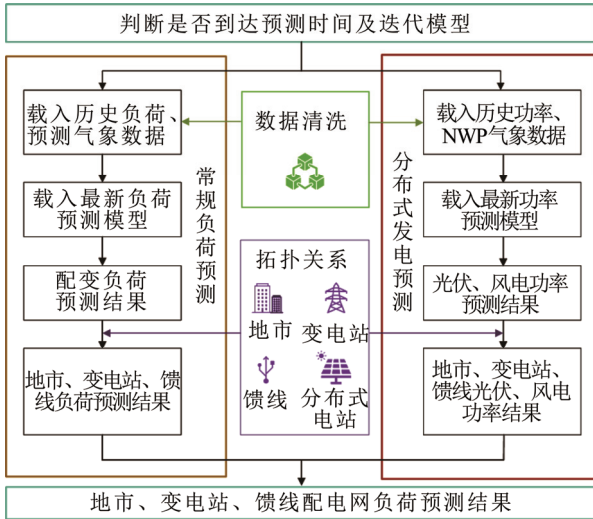 判断是否到达预测时间及迭代模型
载入历史负荷、
预测气象数据
载入最新负荷
预测模型
配变负荷
预测结果
地市、变电站、馈
线负荷预测结果
常规负荷预测
数据清洗
拓扑关系
地市
变电站
馈线
分布式
电站
分布式发电预测
载入历史功率、
NWP气象数据
载入最新功率
预测模型
光伏、风电功率
预测结果
地市、变电站、
馈线光伏、风电
功率结果
地市、变电站、馈线配电网负荷预测结果